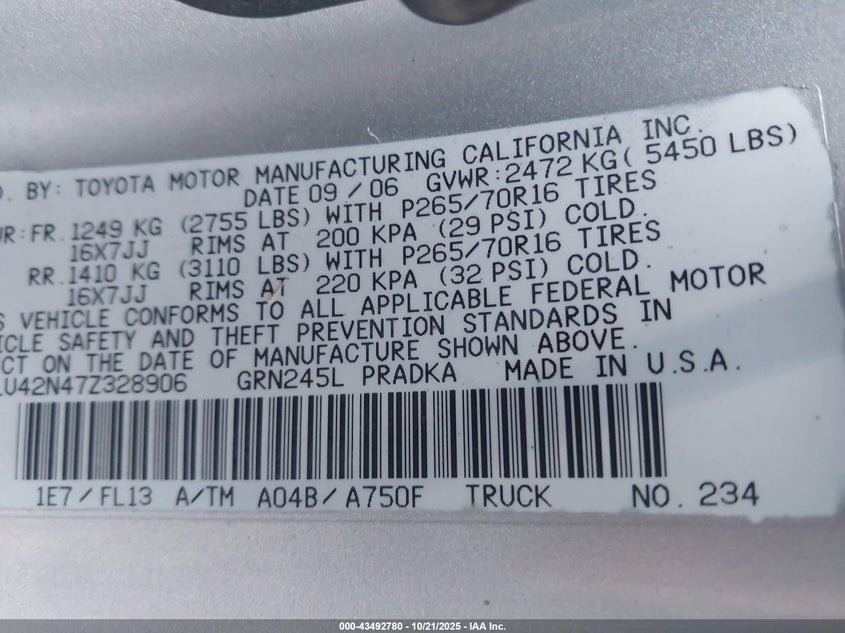 D. BY: TOYOTA MOTOR MANUFACTURING CALIFORNIA INC.
DATE 09 / 06 GVWR: 2472 KG ( 5450 LBS)
WR: FR. 1249 KG (2755 LBS) WITH P265/70R16 TIRES
16X7JJ RIMS AT 200 KPA (29 PSI) COLD.
RR. 1410 KG (3110 LBS) WITH P265/70R16 TIRES
16X7JJ RIMS AT 220 KPA (32 PSI) COLD.
S VEHICLE CONFORMS TO ALL APPLICABLE FEDERAL MOTOR
ICLE SAFETY AND THEFT PREVENTION STANDARDS IN
ECT ON THE DATE OF MANUFACTURE SHOWN ABOVE.
LU42N47Z328906 GRN245L PRADKA MADE IN U.S.A.
1E7 / FL13 A/TM A04B / A750F TRUCK NO. 234
000-43492780 - 10/21/2025 - IAA Inc.